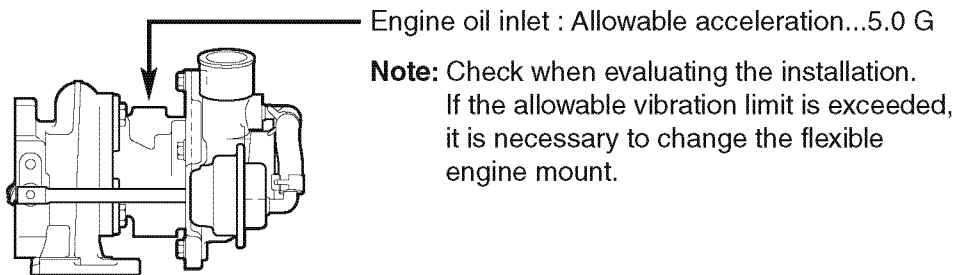 Engine oil inlet : Allowable acceleration...5.0 G
Note: Check when evaluating the installation.
If the allowable vibration limit is exceeded,
it is necessary to change the flexible
engine mount.